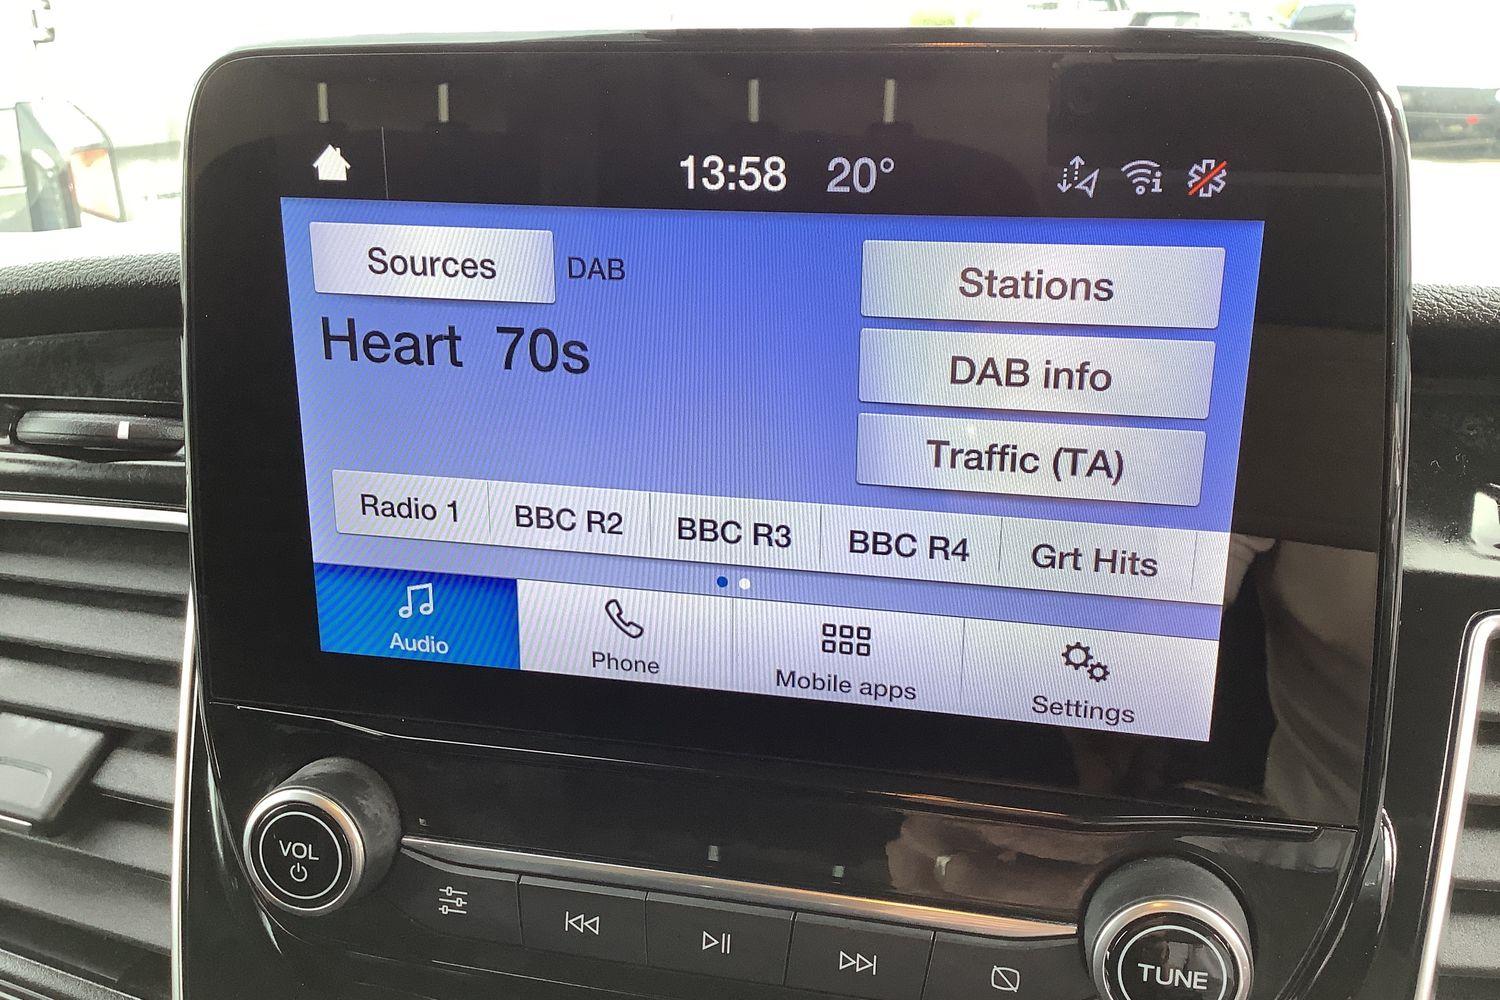 13:58 20°
Sources DAB
Stations
Heart 70s
DAB info
Traffic (TA)
Radio 1 BBC R2 BBC R3 BBC R4 Grt Hits
Audio Phone Mobile apps Settings
VOL
TUNE